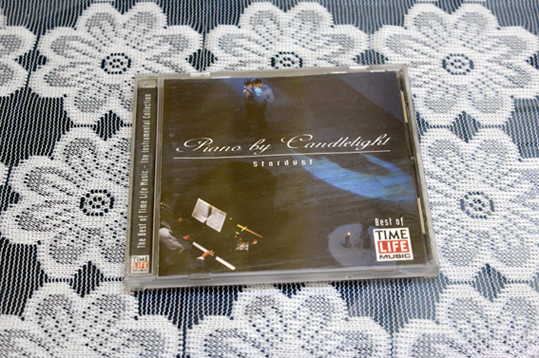 Piano by Candlelight
Stardust
Best of
TIME
LIFE
MUSIC
The Best of Time Life Music - The Instrumental Collection
TIME
LIFE